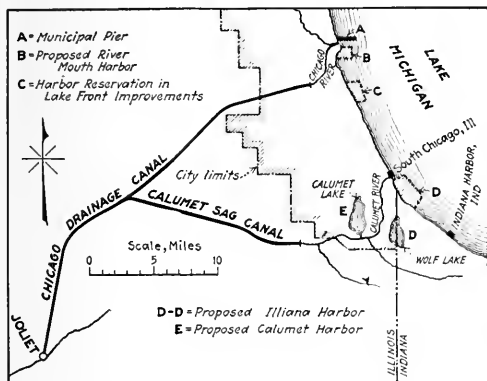 A = Municipal Pier
B = Proposed River
Mouth Harbor
C = Harbor Reservation in
Lake Front Improvements
CHICAGO
RIVER
A
B
C
LAKE
MICHIGAN
South Chicago, Ill
INDIANA HARBOR,
IND
City limits
CALUMET
LAKE
E
CALUMET RIVER
D
D
WOLF LAKE
CHICAGO DRAINAGE CANAL
CALUMET SAG CANAL
Scale, Miles
0 10
JOLIET
D-D = Proposed Illiana Harbor
E = Proposed Calumet Harbor
ILLINOIS
INDIANA